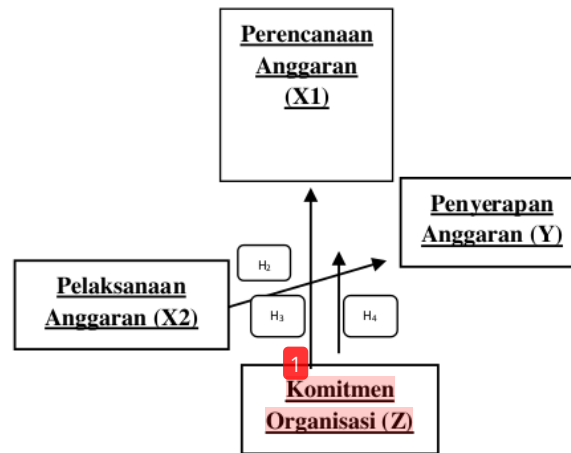 Perencanaan
Anggaran
(X1)
Penyerapan
Anggaran (Y)
H₂
Pelaksanaan
Anggaran (X2)
H₃
H₄
1
Komitmen
Organisasi (Z)